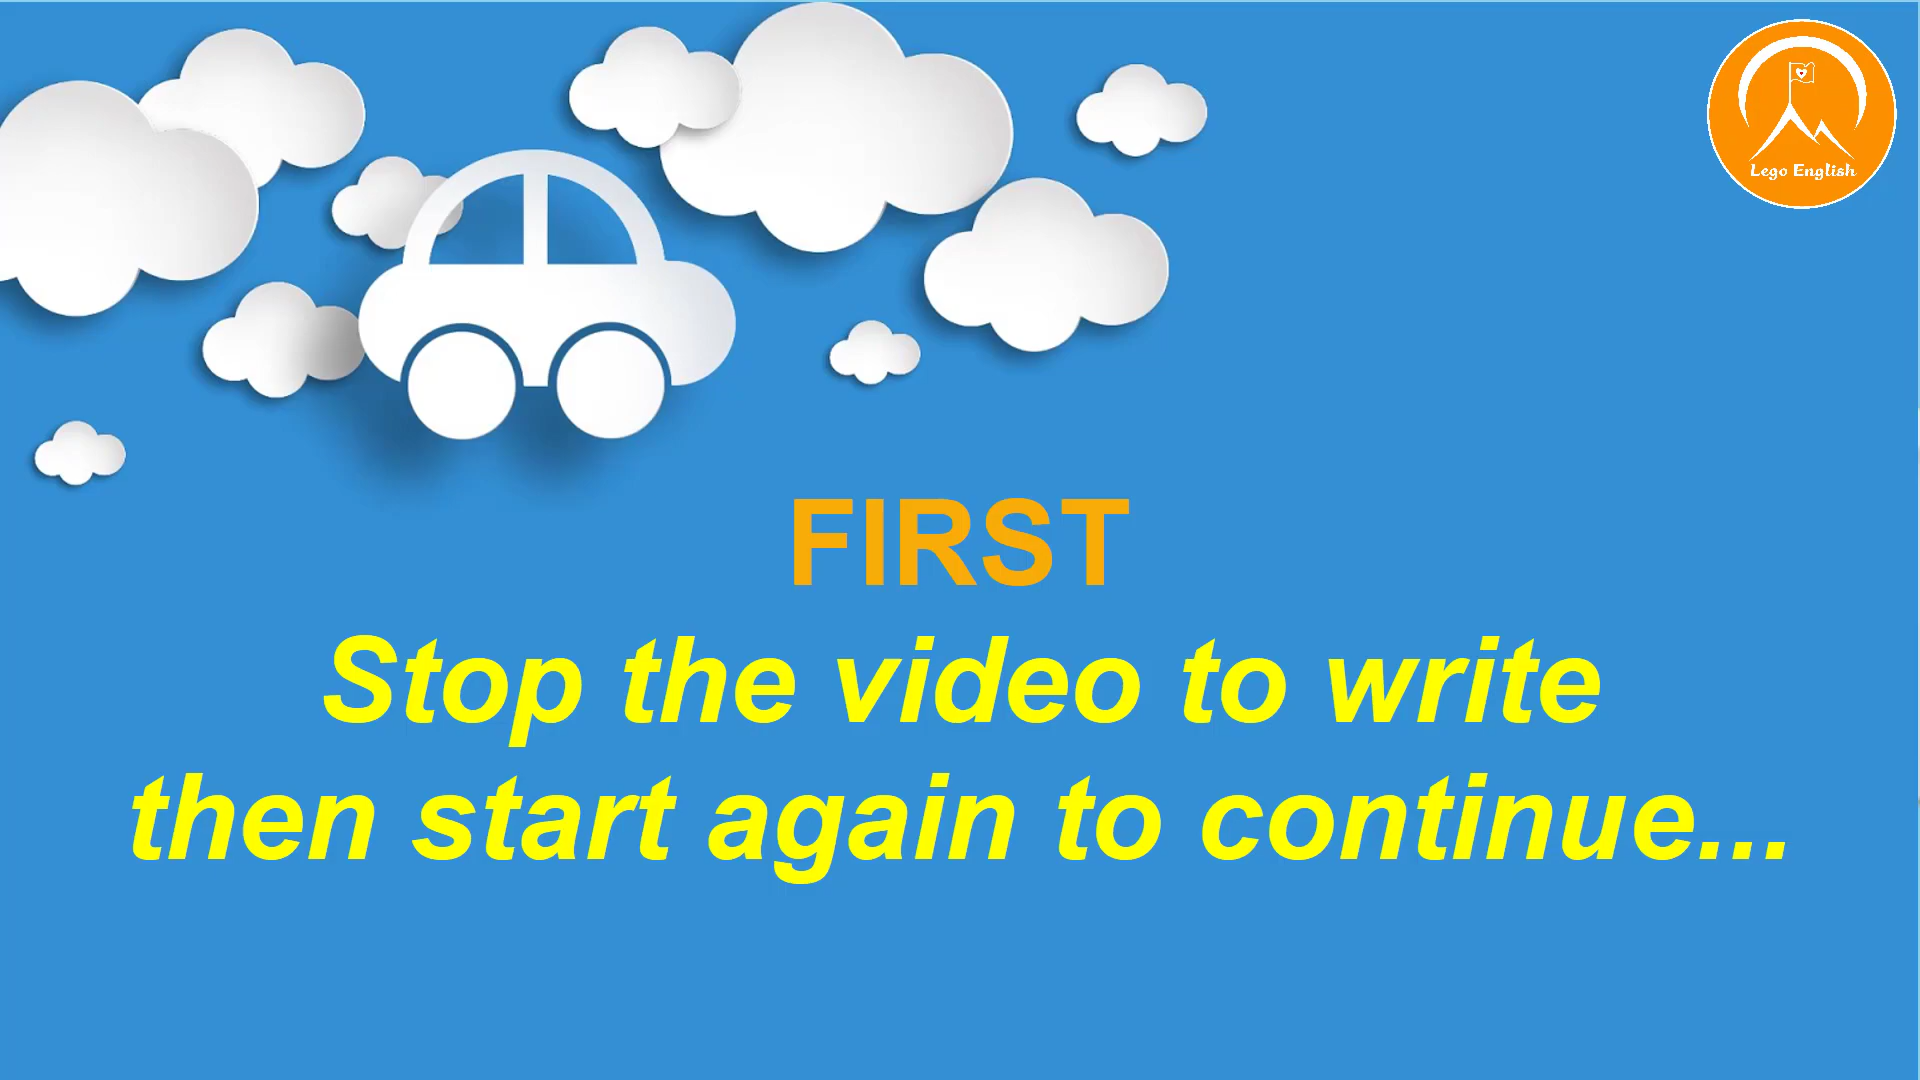 Lego English
FIRST
Stop the video to write
then start again to continue...